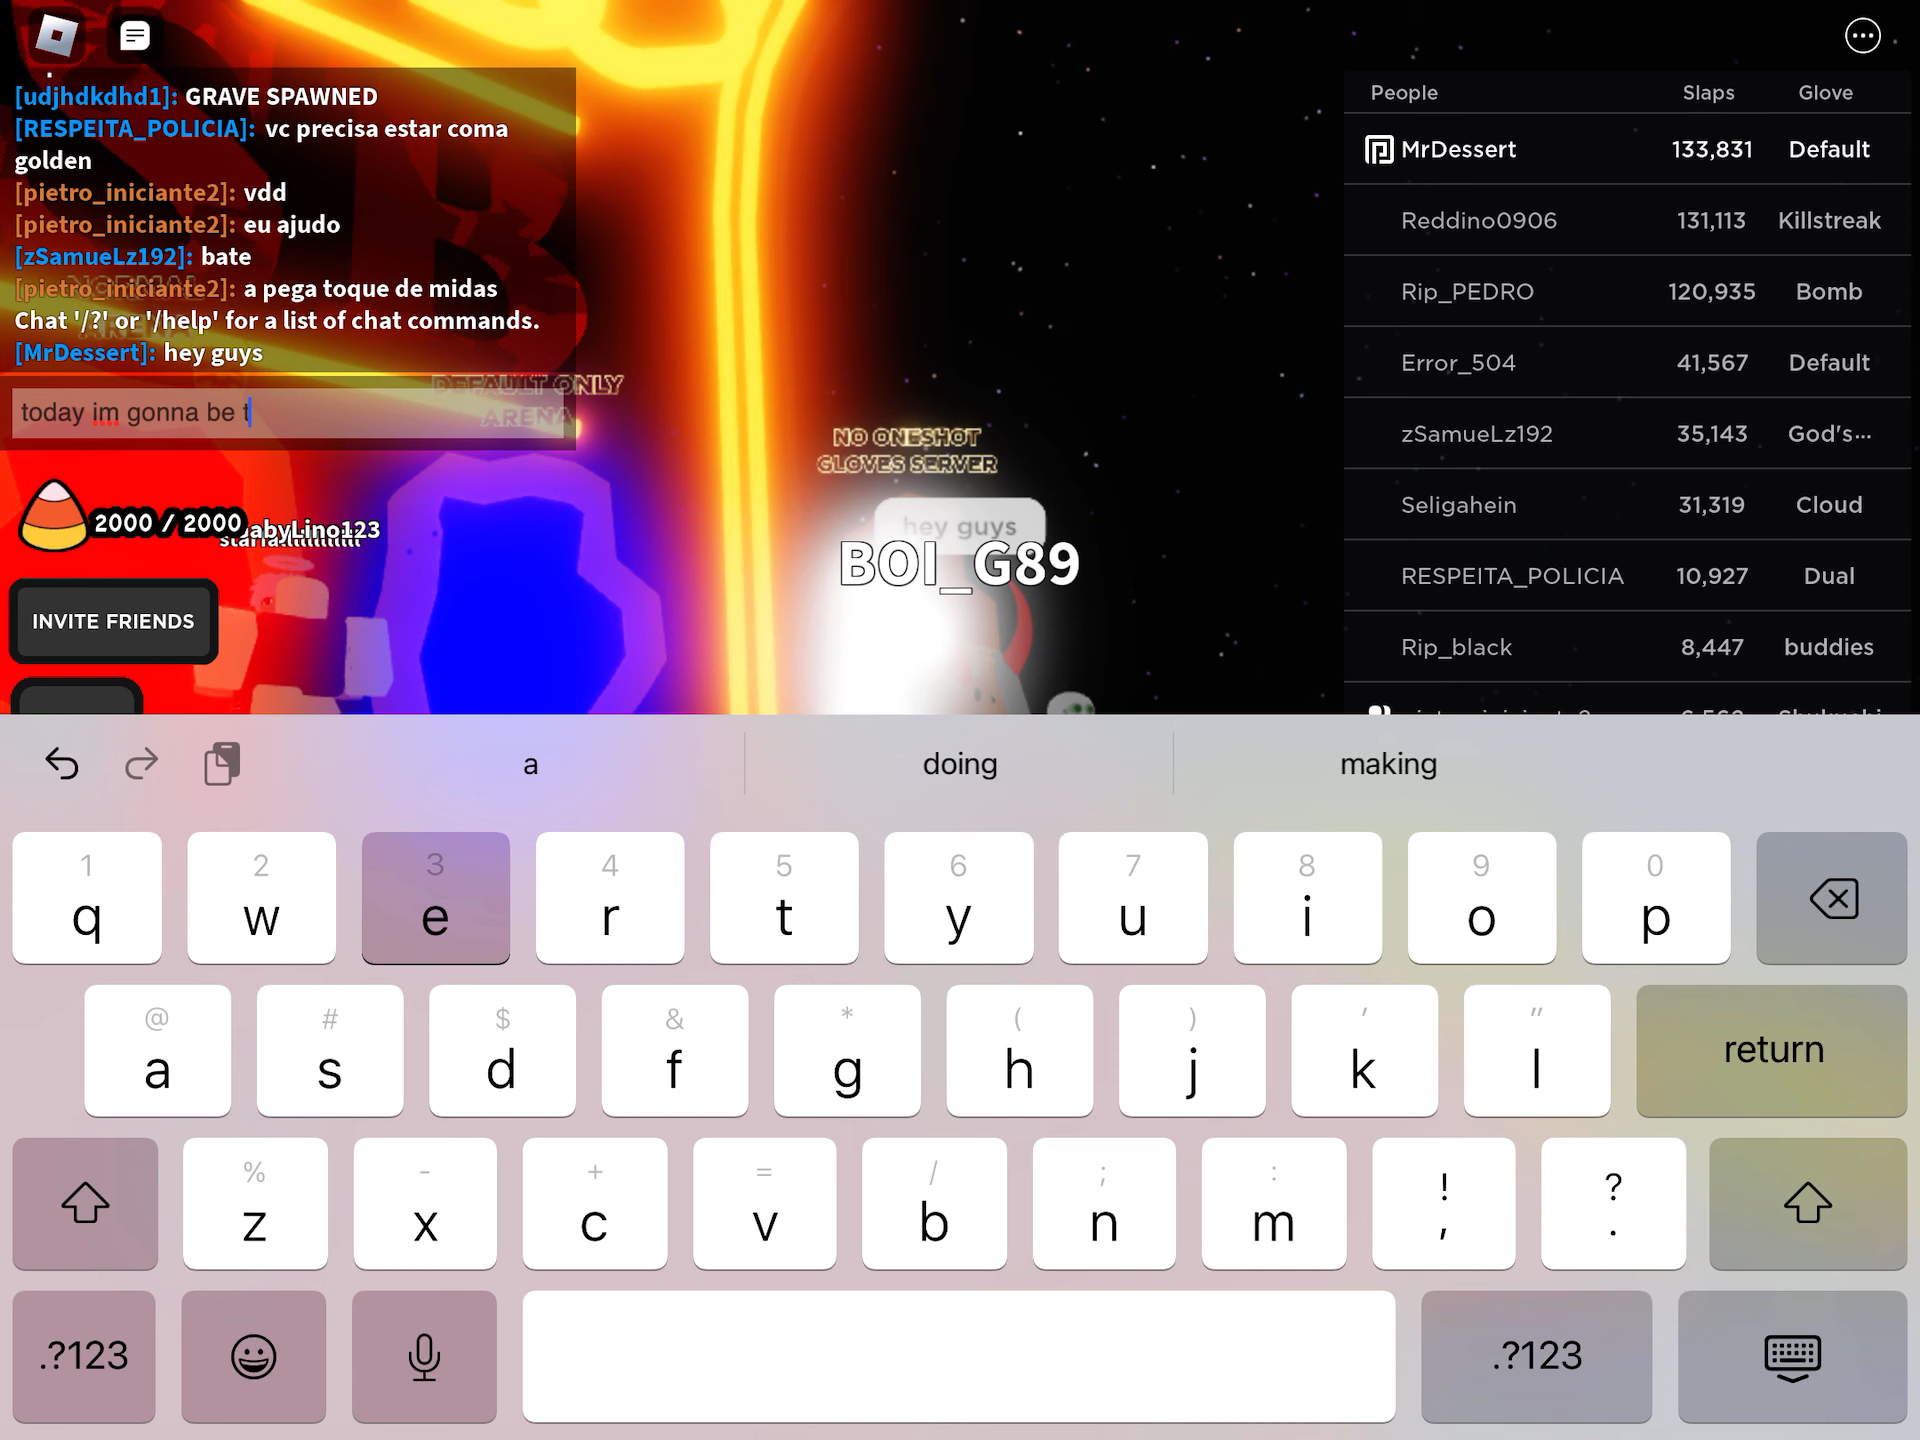 [udjhdkdhd1]: GRAVE SPAWNED
[RESPEITA_POLICIA]: vc precisa estar coma
golden
[pietro_iniciante2]: vdd
[pietro_iniciante2]: eu ajudo
[zSamueLz192]: bate
[pietro_iniciante2]: a pega toque de midas
Chat '/?' or '/help' for a list of chat commands.
[MrDessert]: hey guys
today im gonna be t
NORMAL
ARENA
DEFAULT ONLY
ARENA
NO ONESHOT
GLOVES SERVER
hey guys
BOI_G89
2000 / 2000
abyLino123
INVITE FRIENDS
People Slaps Glove
MrDessert 133,831 Default
Reddino0906 131,113 Killstreak
Rip_PEDRO 120,935 Bomb
Error_504 41,567 Default
zSamueLz192 35,143 God's...
Seligahein 31,319 Cloud
RESPEITA_POLICIA 10,927 Dual
Rip_black 8,447 buddies
a doing making
1 2 3 4 5 6 7 8 9 0
q w e r t y u i o p
@ # $ & * ( ) ' "
a s d f g h j k l return
% - + = / ; : ! ?
z x c v b n m , .
.?123 .?123